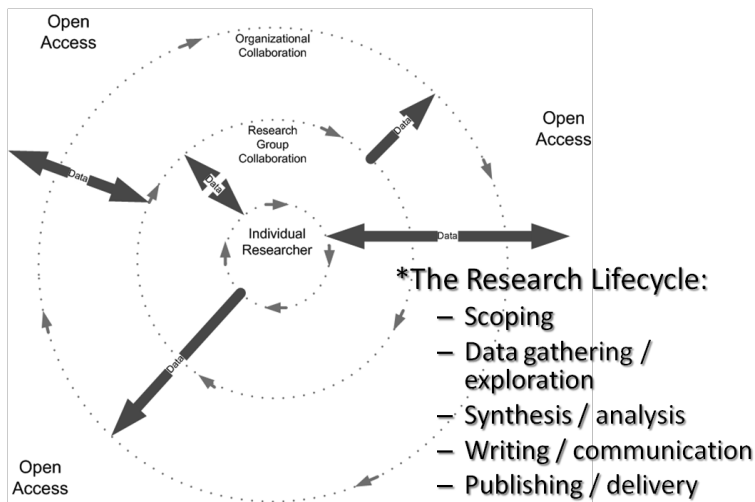 Open
Access
Organizational
Collaboration
Open
Access
Data
Research
Group
Collaboration
Data
Data
Individual
Researcher
Data
*The Research Lifecycle:
– Scoping
– Data gathering /
exploration
– Synthesis / analysis
– Writing / communication
– Publishing / delivery
Data
Open
Access